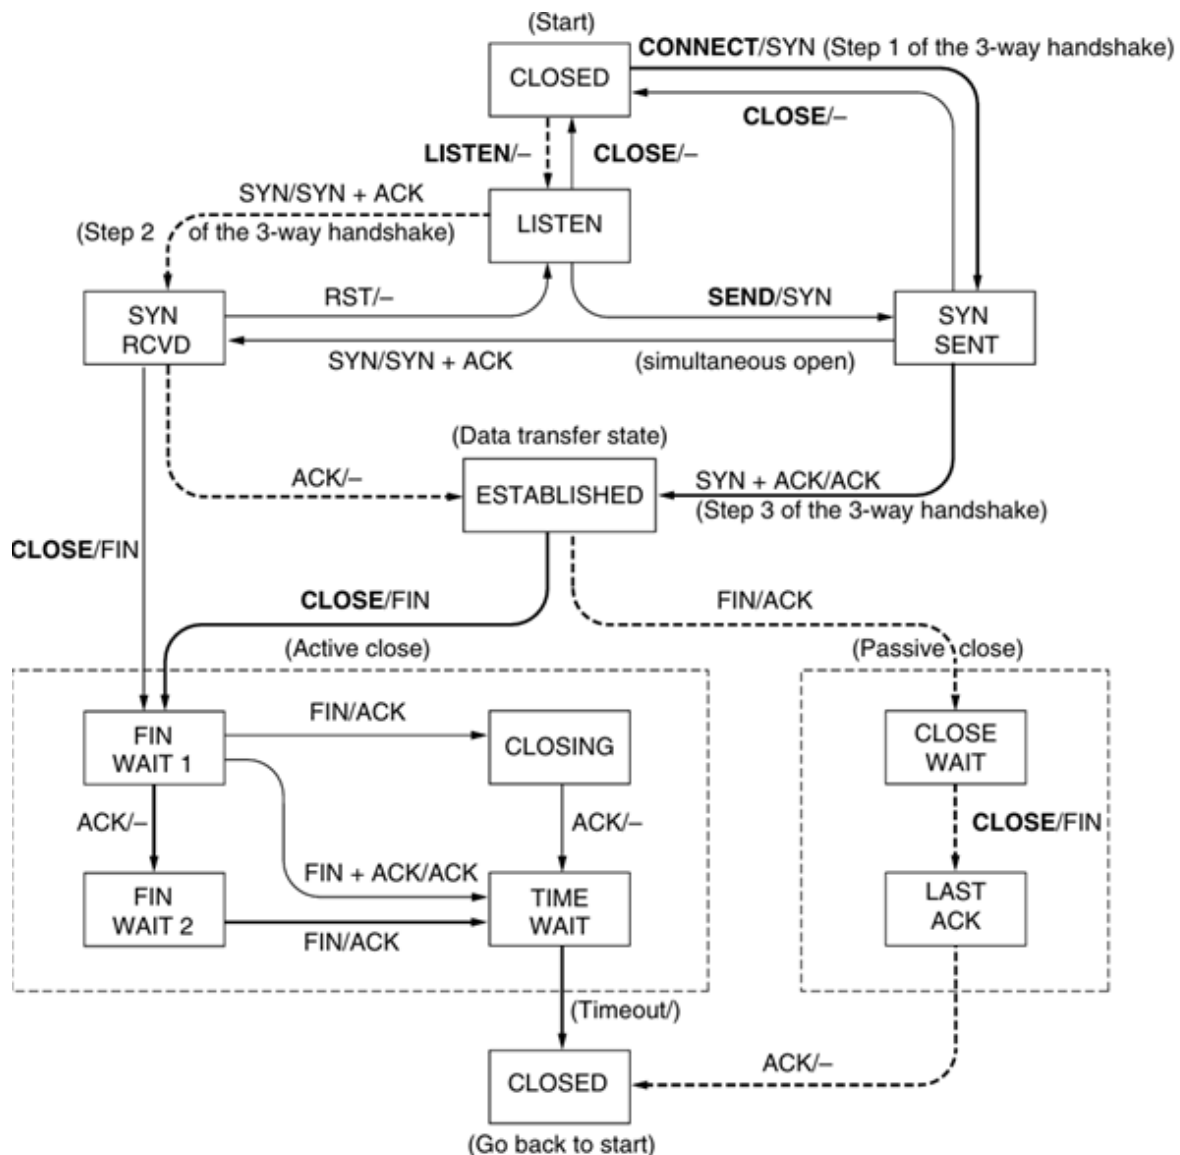 (Start)
CONNECT/SYN (Step 1 of the 3-way handshake)
CLOSED
CLOSE/–
LISTEN/–
CLOSE/–
SYN/SYN + ACK
(Step 2 of the 3-way handshake)
LISTEN
RST/–
SEND/SYN
SYN
RCVD
SYN
SENT
SYN/SYN + ACK
(simultaneous open)
(Data transfer state)
ACK/–
ESTABLISHED
SYN + ACK/ACK
(Step 3 of the 3-way handshake)
CLOSE/FIN
CLOSE/FIN
FIN/ACK
(Active close)
(Passive close)
FIN
WAIT 1
FIN/ACK
CLOSING
CLOSE
WAIT
ACK/–
ACK/–
CLOSE/FIN
FIN + ACK/ACK
FIN
WAIT 2
TIME
WAIT
LAST
ACK
FIN/ACK
(Timeout/)
CLOSED
ACK/–
(Go back to start)